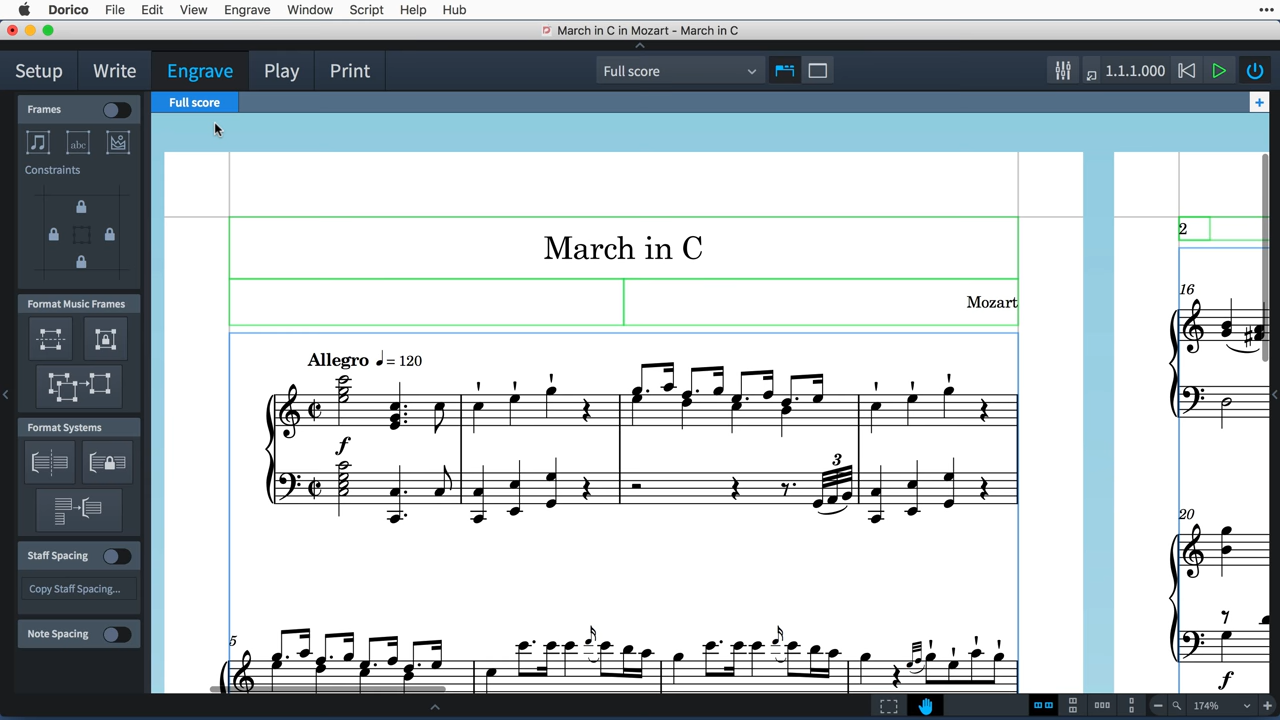 Dorico File Edit View Engrave Window Script Help Hub
March in C in Mozart - March in C
Setup Write Engrave Play Print Full score 1.1.1.000
Full score
Frames
abc
Constraints
Format Music Frames
Format Systems
Staff Spacing
Copy Staff Spacing...
Note Spacing
March in C
Mozart
Allegro ♩ = 120
f
3
5
2
16
20
f
174%